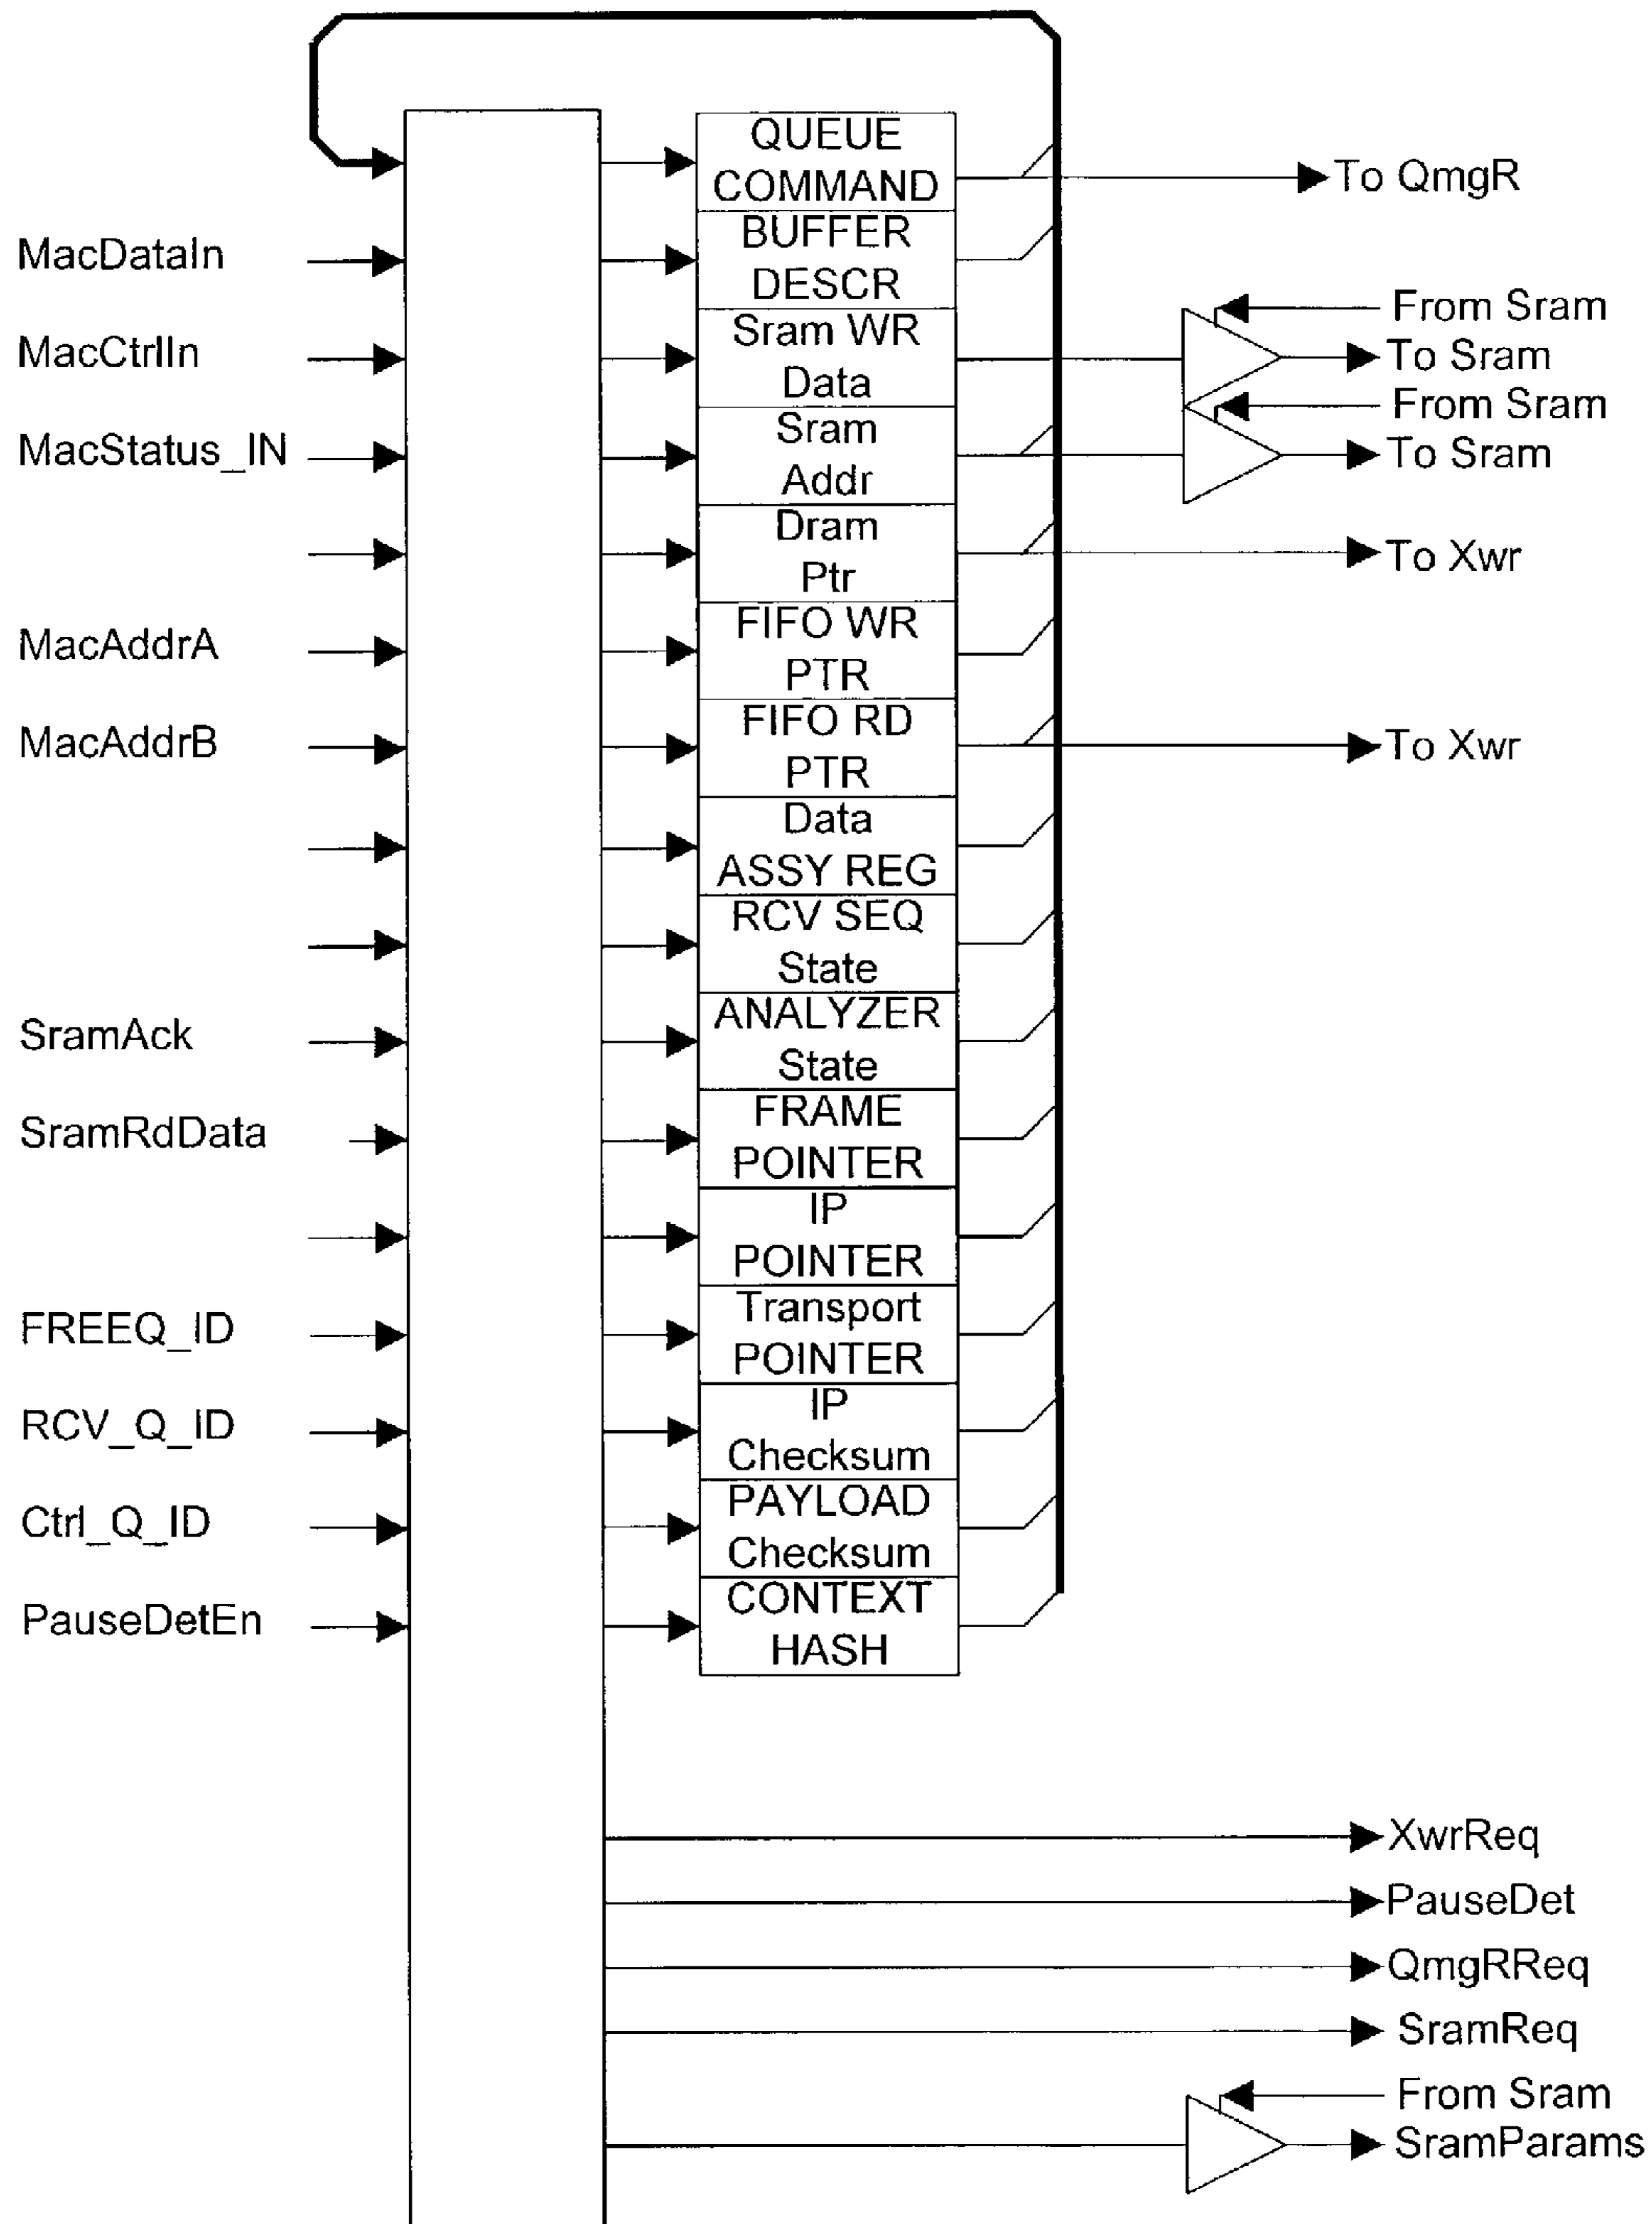 QUEUE
COMMAND
To QmgR
BUFFER
DESCR
MacDataIn
Sram WR
Data
From Sram
To Sram
MacCtrlIn
Sram
Addr
From Sram
To Sram
MacStatus_IN
Dram
Ptr
To Xwr
FIFO WR
PTR
MacAddrA
FIFO RD
PTR
MacAddrB
To Xwr
Data
ASSY REG
RCV SEQ
State
ANALYZER
State
SramAck
FRAME
POINTER
SramRdData
IP
POINTER
Transport
POINTER
FREEQ_ID
IP
Checksum
RCV_Q_ID
PAYLOAD
Checksum
Ctrl_Q_ID
CONTEXT
HASH
PauseDetEn
XwrReq
PauseDet
QmgRReq
SramReq
From Sram
SramParams